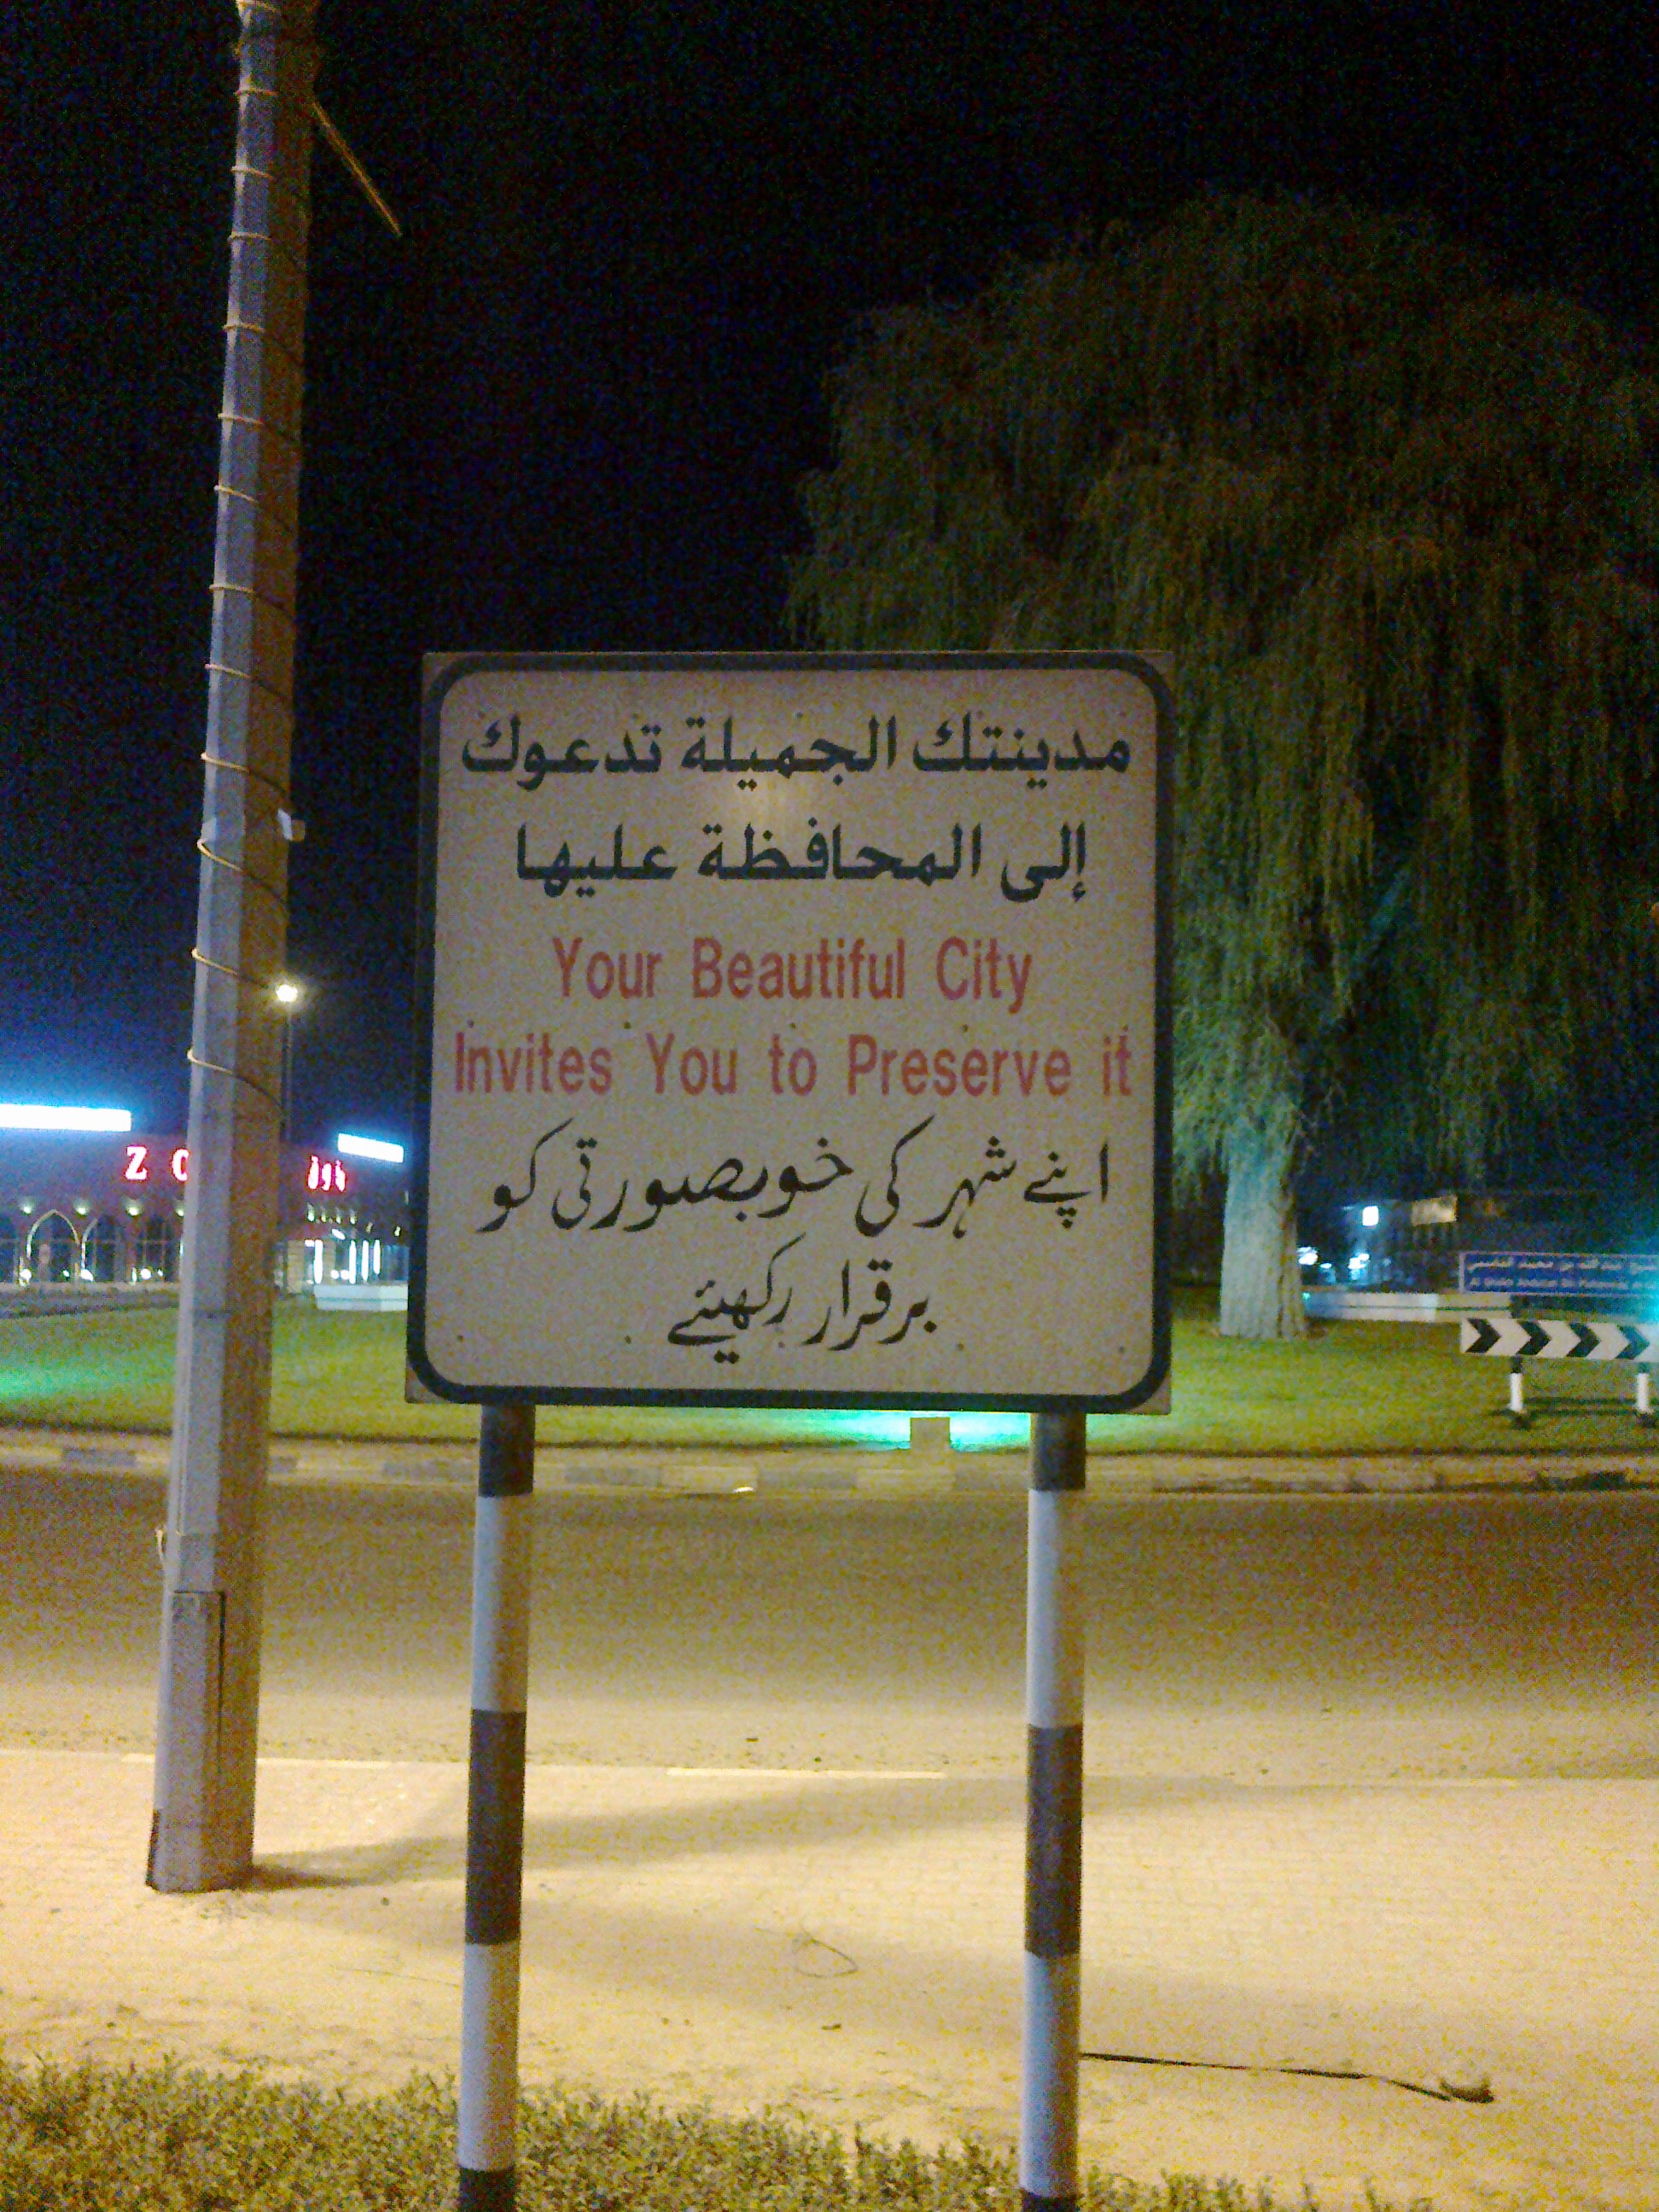 مدينتك الجميلة تدعوك
إلى المحافظة عليها
Your Beautiful City
Invites You to Preserve it
اپنے شہر کی خوبصورتی کو
برقرار رکھیئے